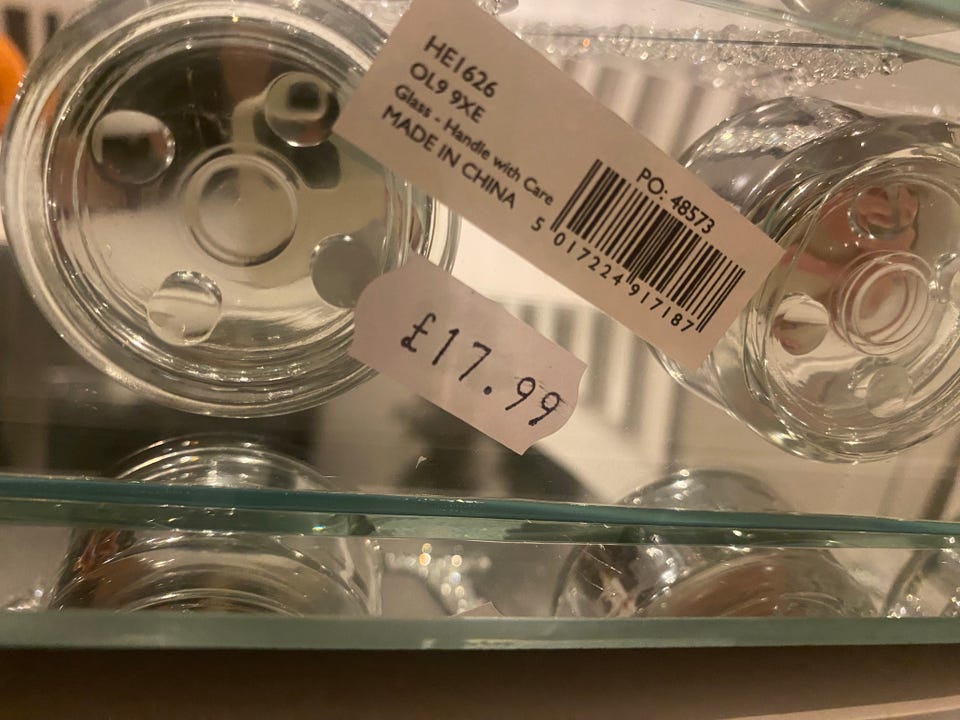 HE1626
OL9 9XE
Glass - Handle with Care
MADE IN CHINA
PO: 48573
5 017224 917187
£17.99